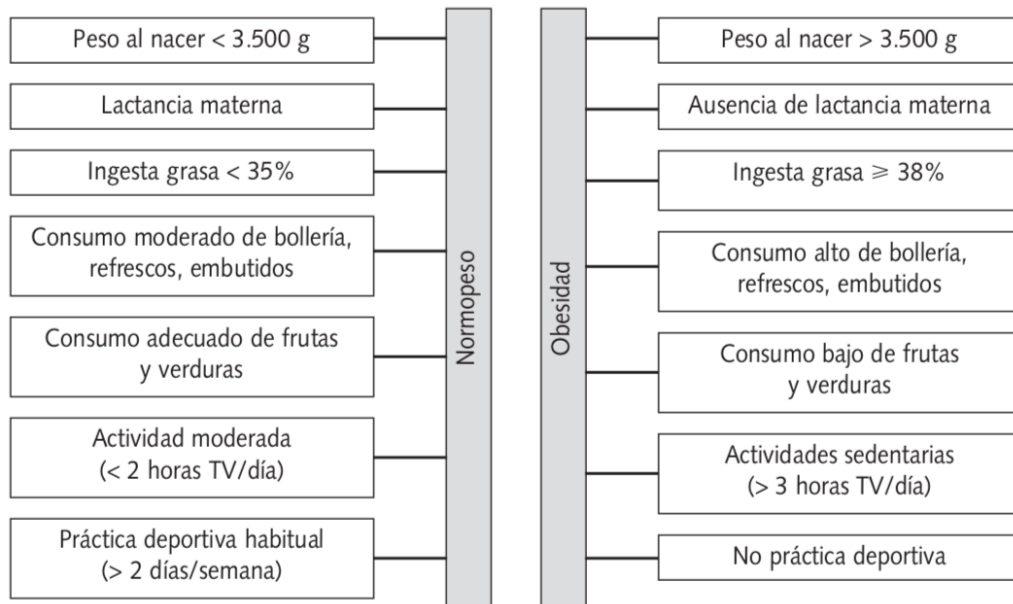 Peso al nacer < 3.500 g
Lactancia materna
Ingesta grasa < 35%
Consumo moderado de bollería,
refrescos, embutidos
Consumo adecuado de frutas
y verduras
Actividad moderada
(< 2 horas TV/día)
Práctica deportiva habitual
(> 2 días/semana)
Normopeso
Obesidad
Peso al nacer > 3.500 g
Ausencia de lactancia materna
Ingesta grasa ⩾ 38%
Consumo alto de bollería,
refrescos, embutidos
Consumo bajo de frutas
y verduras
Actividades sedentarias
(> 3 horas TV/día)
No práctica deportiva